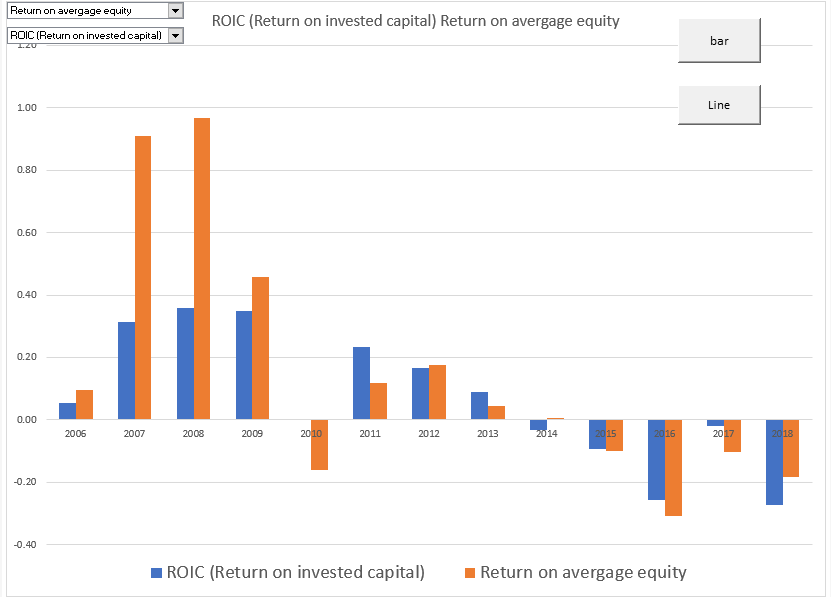 Return on avergage equity
ROIC (Return on invested capital)
ROIC (Return on invested capital) Return on avergage equity
bar
Line
1.20
1.00
0.80
0.60
0.40
0.20
0.00
-0.20
-0.40
2006 2007 2008 2009 2010 2011 2012 2013 2014 2015 2016 2017 2018
ROIC (Return on invested capital) Return on avergage equity